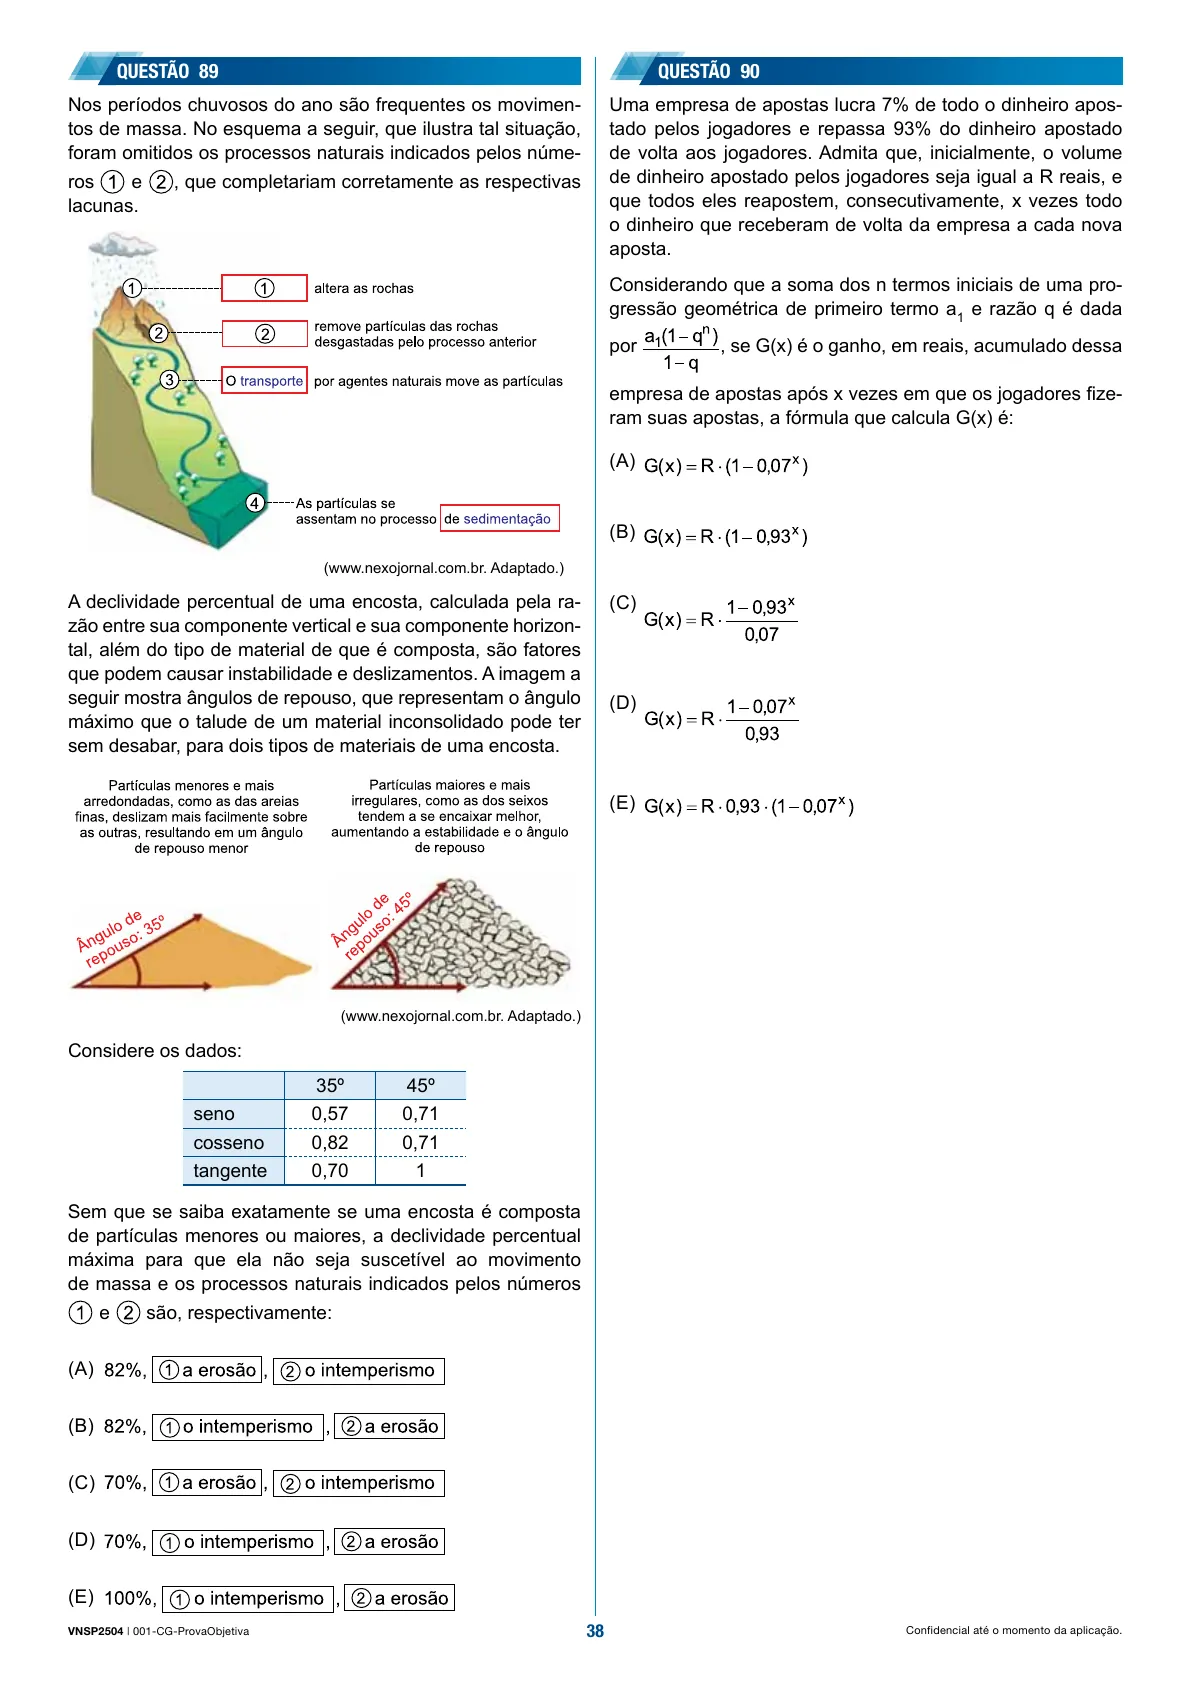 QUESTÃO 89
Nos períodos chuvosos do ano são frequentes os movimen-
tos de massa. No esquema a seguir, que ilustra tal situação,
foram omitidos os processos naturais indicados pelos núme-
ros ① e ②, que completariam corretamente as respectivas
lacunas.
① ① altera as rochas
② ② remove partículas das rochas
desgastadas pelo processo anterior
③ O transporte por agentes naturais move as partículas
④ As partículas se
assentam no processo de sedimentação
(www.nexojornal.com.br. Adaptado.)
A declividade percentual de uma encosta, calculada pela ra-
zão entre sua componente vertical e sua componente horizon-
tal, além do tipo de material de que é composta, são fatores
que podem causar instabilidade e deslizamentos. A imagem a
seguir mostra ângulos de repouso, que representam o ângulo
máximo que o talude de um material inconsolidado pode ter
sem desabar, para dois tipos de materiais de uma encosta.
Partículas menores e mais
arredondadas, como as das areias
finas, deslizam mais facilmente sobre
as outras, resultando em um ângulo
de repouso menor
Ângulo de
repouso: 35º
Partículas maiores e mais
irregulares, como as dos seixos
tendem a se encaixar melhor,
aumentando a estabilidade e o ângulo
de repouso
Ângulo de
repouso: 45º
(www.nexojornal.com.br. Adaptado.)
Considere os dados:
35º 45º
seno 0,57 0,71
cosseno 0,82 0,71
tangente 0,70 1
Sem que se saiba exatamente se uma encosta é composta
de partículas menores ou maiores, a declividade percentual
máxima para que ela não seja suscetível ao movimento
de massa e os processos naturais indicados pelos números
① e ② são, respectivamente:
(A) 82%, ① a erosão, ② o intemperismo
(B) 82%, ① o intemperismo, ② a erosão
(C) 70%, ① a erosão, ② o intemperismo
(D) 70%, ① o intemperismo, ② a erosão
(E) 100%, ① o intemperismo, ② a erosão
QUESTÃO 90
Uma empresa de apostas lucra 7% de todo o dinheiro apos-
tado pelos jogadores e repassa 93% do dinheiro apostado
de volta aos jogadores. Admita que, inicialmente, o volume
de dinheiro apostado pelos jogadores seja igual a R reais, e
que todos eles reapostem, consecutivamente, x vezes todo
o dinheiro que receberam de volta da empresa a cada nova
aposta.
Considerando que a soma dos n termos iniciais de uma pro-
gressão geométrica de primeiro termo a₁ e razão q é dada
por a₁(1 – qⁿ)/(1 – q), se G(x) é o ganho, em reais, acumulado dessa
empresa de apostas após x vezes em que os jogadores fize-
ram suas apostas, a fórmula que calcula G(x) é:
(A) G(x) = R · (1 – 0,07ˣ)
(B) G(x) = R · (1 – 0,93ˣ)
(C) G(x) = R · (1 – 0,93ˣ)/0,07
(D) G(x) = R · (1 – 0,07ˣ)/0,93
(E) G(x) = R · 0,93 · (1 – 0,07ˣ)
VNSP2504 | 001-CG-ProvaObjetiva
38
Confidencial até o momento da aplicação.